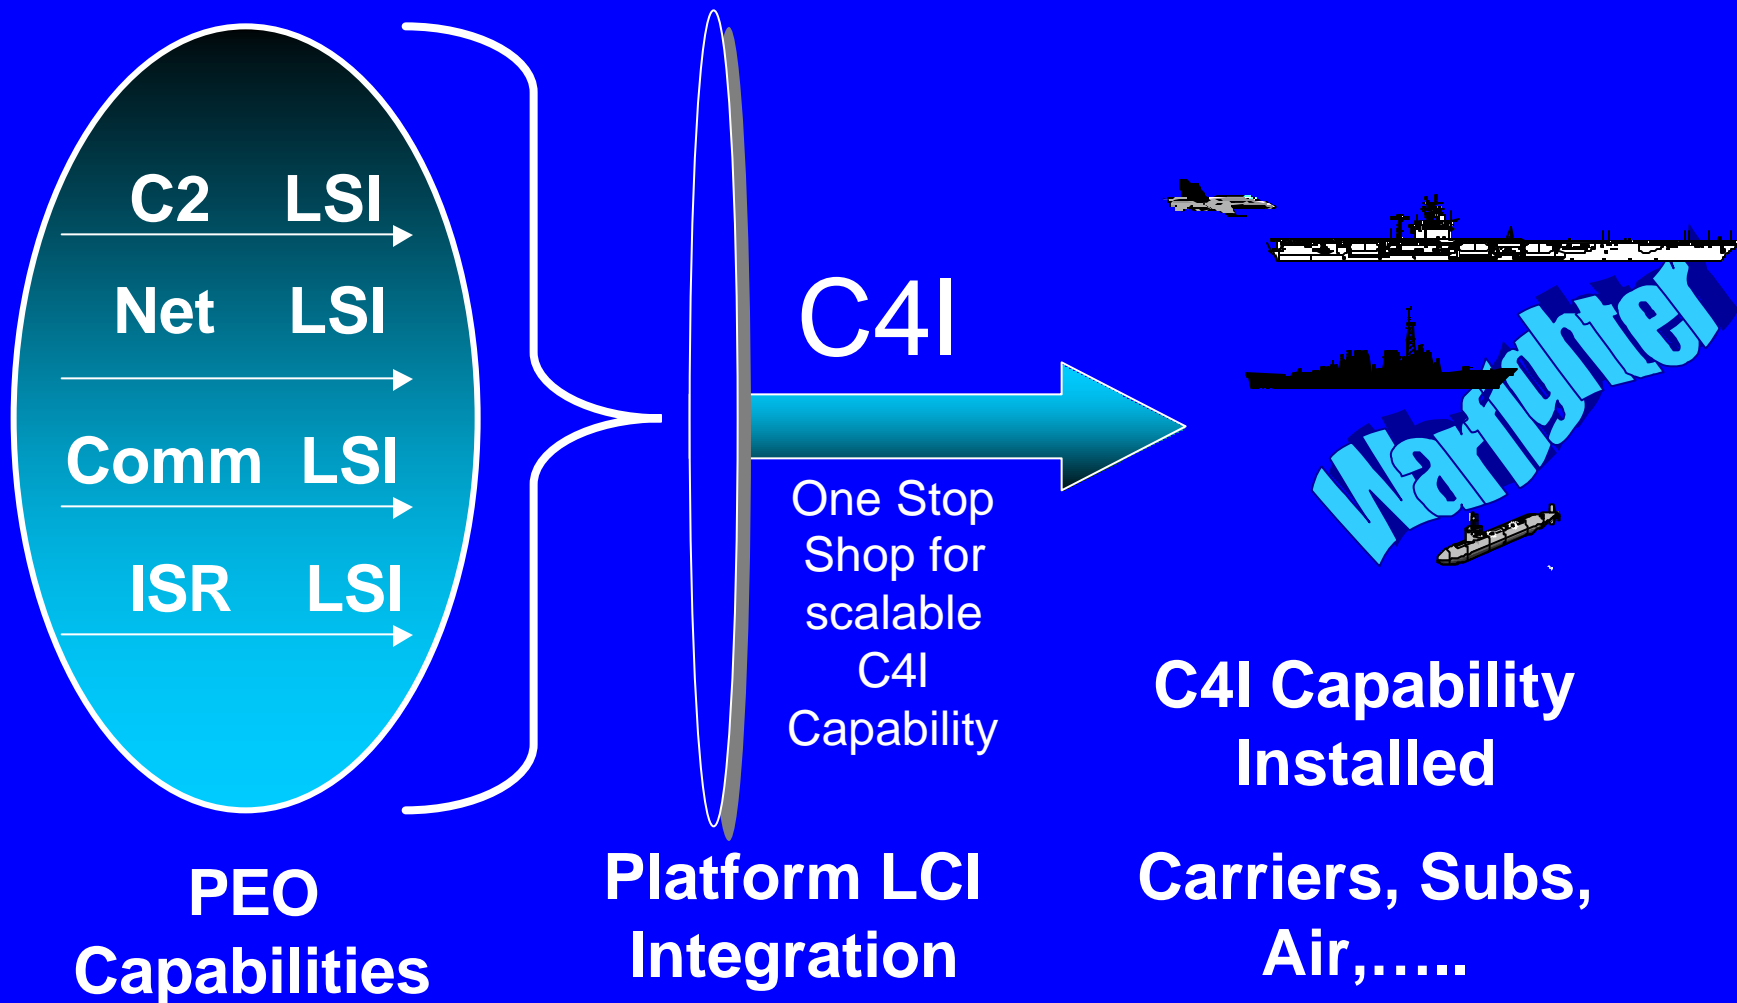 C2 LSI
Net LSI
Comm LSI
ISR LSI
PEO
Capabilities
C4I
One Stop
Shop for
scalable
C4I
Capability
Platform LCI
Integration
Warfighter
C4I Capability
Installed
Carriers, Subs,
Air,…..